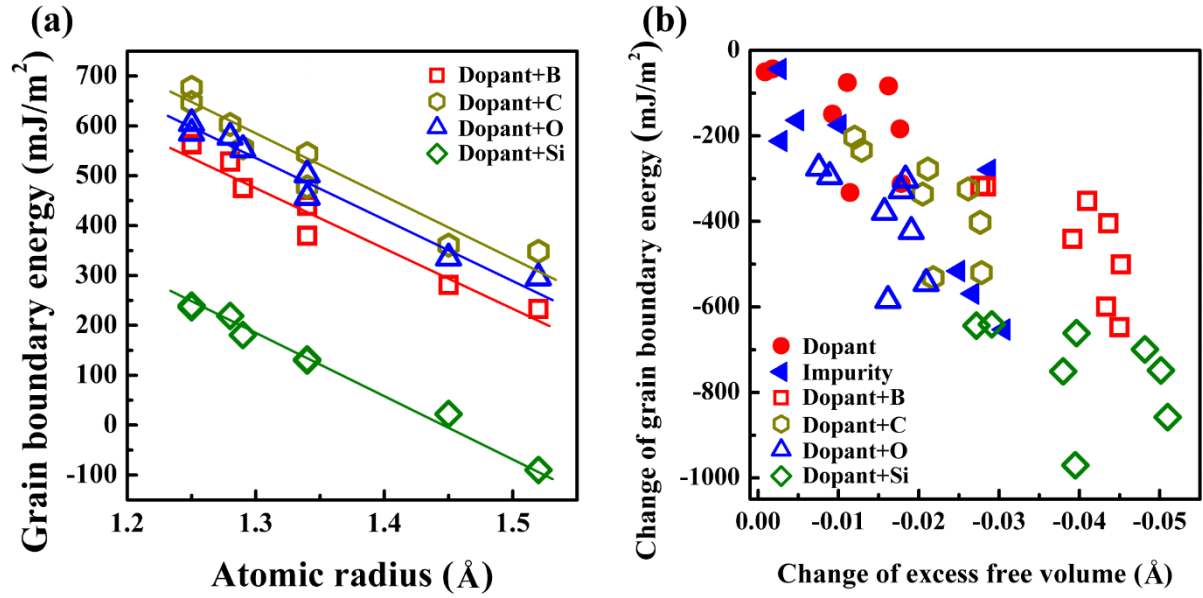 (a)
Grain boundary energy (mJ/m²)
700
600
500
400
300
200
100
0
-100
Dopant+B
Dopant+C
Dopant+O
Dopant+Si
1.2 1.3 1.4 1.5
Atomic radius (Å)
(b)
Change of grain boundary energy (mJ/m²)
0
-200
-400
-600
-800
-1000
Dopant
Impurity
Dopant+B
Dopant+C
Dopant+O
Dopant+Si
0.00 -0.01 -0.02 -0.03 -0.04 -0.05
Change of excess free volume (Å)